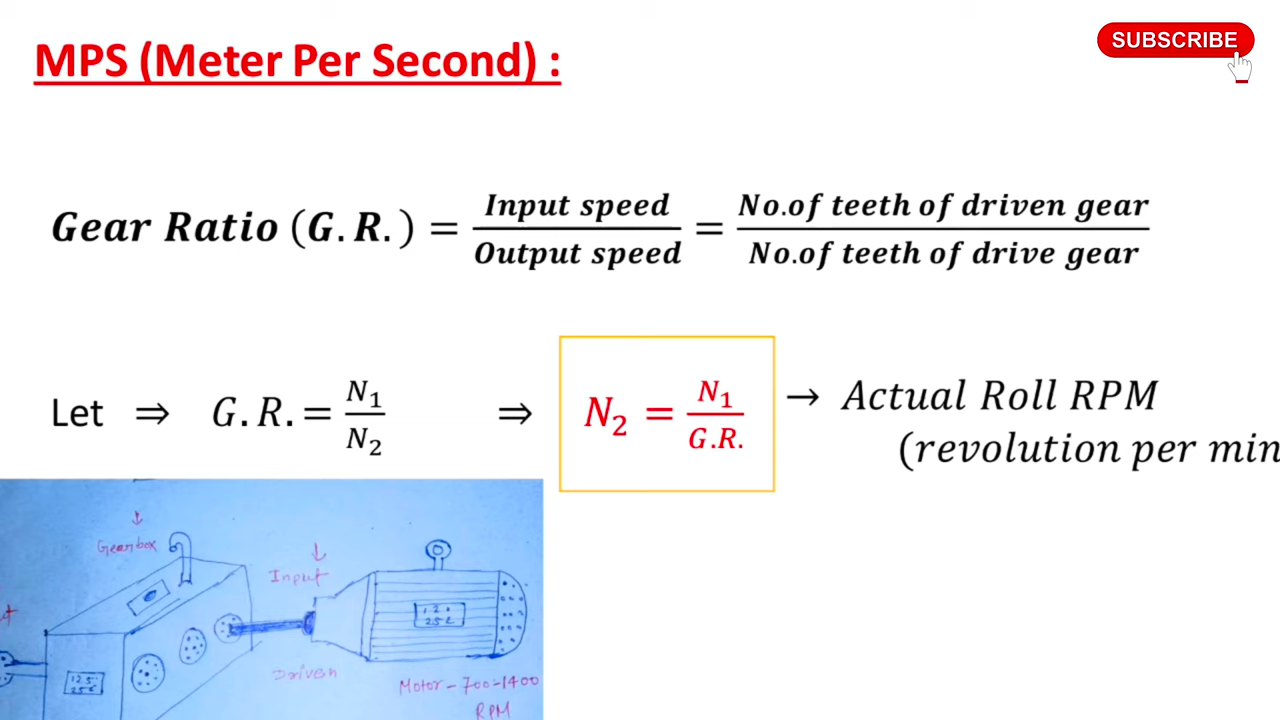 MPS (Meter Per Second) :
SUBSCRIBE
Gear Ratio (G.R.) = Input speed / Output speed = No.of teeth of driven gear / No.of teeth of drive gear
Let ⇒ G.R. = N₁ / N₂ ⇒ N₂ = N₁ / G.R. → Actual Roll RPM
(revolution per min
Gearbox
Input
Driven
Motor - 700-1400
RPM